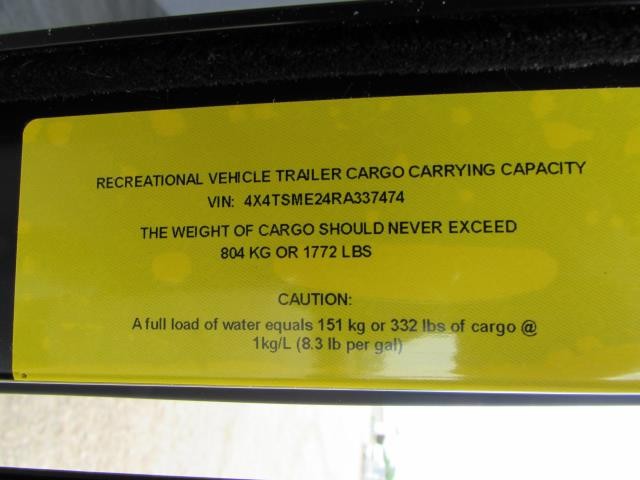 RECREATIONAL VEHICLE TRAILER CARGO CARRYING CAPACITY
VIN: 4X4TSME24RA337474
THE WEIGHT OF CARGO SHOULD NEVER EXCEED
804 KG OR 1772 LBS
CAUTION:
A full load of water equals 151 kg or 332 lbs of cargo @
1kg/L (8.3 lb per gal)